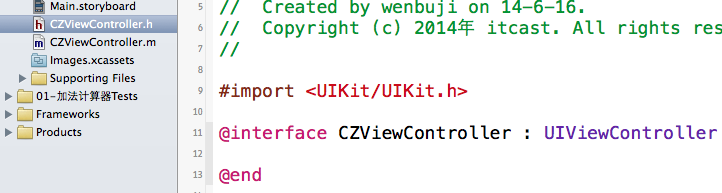 Main.storyboard
CZViewController.h
CZViewController.m
Images.xcassets
Supporting Files
01-加法计算器Tests
Frameworks
Products
5 // Created by wenbuji on 14-6-16.
6 // Copyright (c) 2014年 itcast. All rights res
7 //
8
9 #import <UIKit/UIKit.h>
10
11 @interface CZViewController : UIViewController
12
13 @end